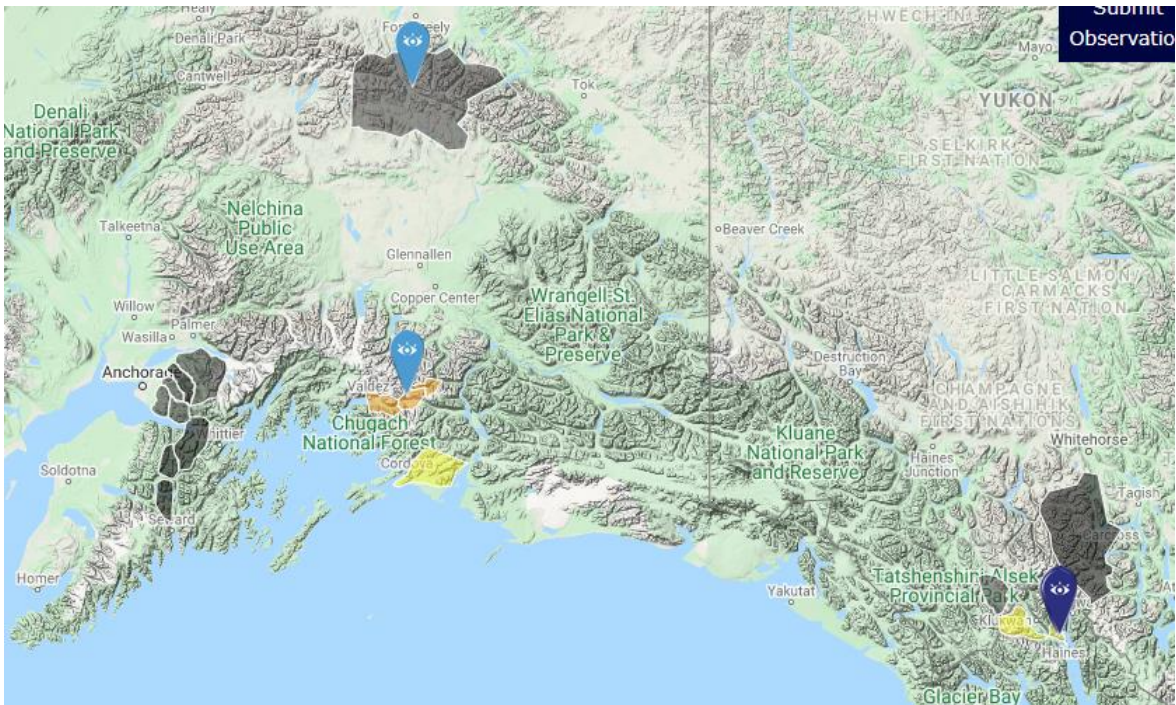 Submit
Observatio
Healy
Denali Park
Cantwell
Denali
National Park
and Preserve
Tok
Mayo
YUKON
SELKIRK
FIRST NATION
Nelchina
Public
Use Area
Talkeetna
Beaver Creek
Glennallen
LITTLE SALMON/
CARMACKS
FIRST NATION
Copper Center
Wrangell-St.
Elias National
Park &
Preserve
Willow
Palmer
Wasilla
Anchorage
Destruction
Bay
Valdez
CHAMPAGNE
AND AISHIHIK
FIRST NATIONS
Chugach
National Forest
Whittier
Kluane
National Park
and Reserve
Whitehorse
Haines
Junction
Cordova
Soldotna
Tagish
Seward
Carcross
Homer
Tatshenshini-Alsek
Provincial Park
Yakutat
Klukwan
Haines
Glacier Bay